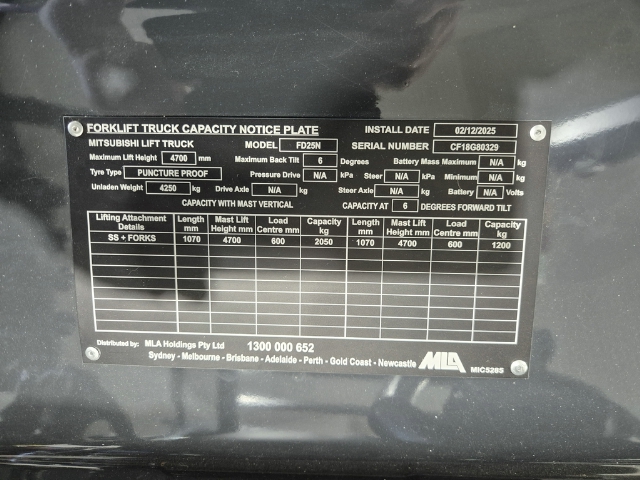 FORKLIFT TRUCK CAPACITY NOTICE PLATE INSTALL DATE 02/12/2025
MITSUBISHI LIFT TRUCK MODEL FD25N SERIAL NUMBER CF18G80329
Maximum Lift Height 4700 mm Maximum Back Tilt 6 Degrees Battery Mass Maximum N/A kg
Tyre Type PUNCTURE PROOF Pressure Drive N/A kPa Steer N/A kPa Minimum N/A kg
Unladen Weight 4250 kg Drive Axle N/A kg Steer Axle N/A kg Battery N/A Volts
CAPACITY WITH MAST VERTICAL CAPACITY AT 6 DEGREES FORWARD TILT
Lifting Attachment Length Mast Lift Load Capacity Length Mast Lift Load Capacity
Details mm Height mm Centre mm kg mm Height mm Centre mm kg
SS + FORKS 1070 4700 600 2050 1070 4700 600 1200
Distributed by: MLA Holdings Pty Ltd 1300 000 652
Sydney - Melbourne - Brisbane - Adelaide - Perth - Gold Coast - Newcastle MLA MIC528S